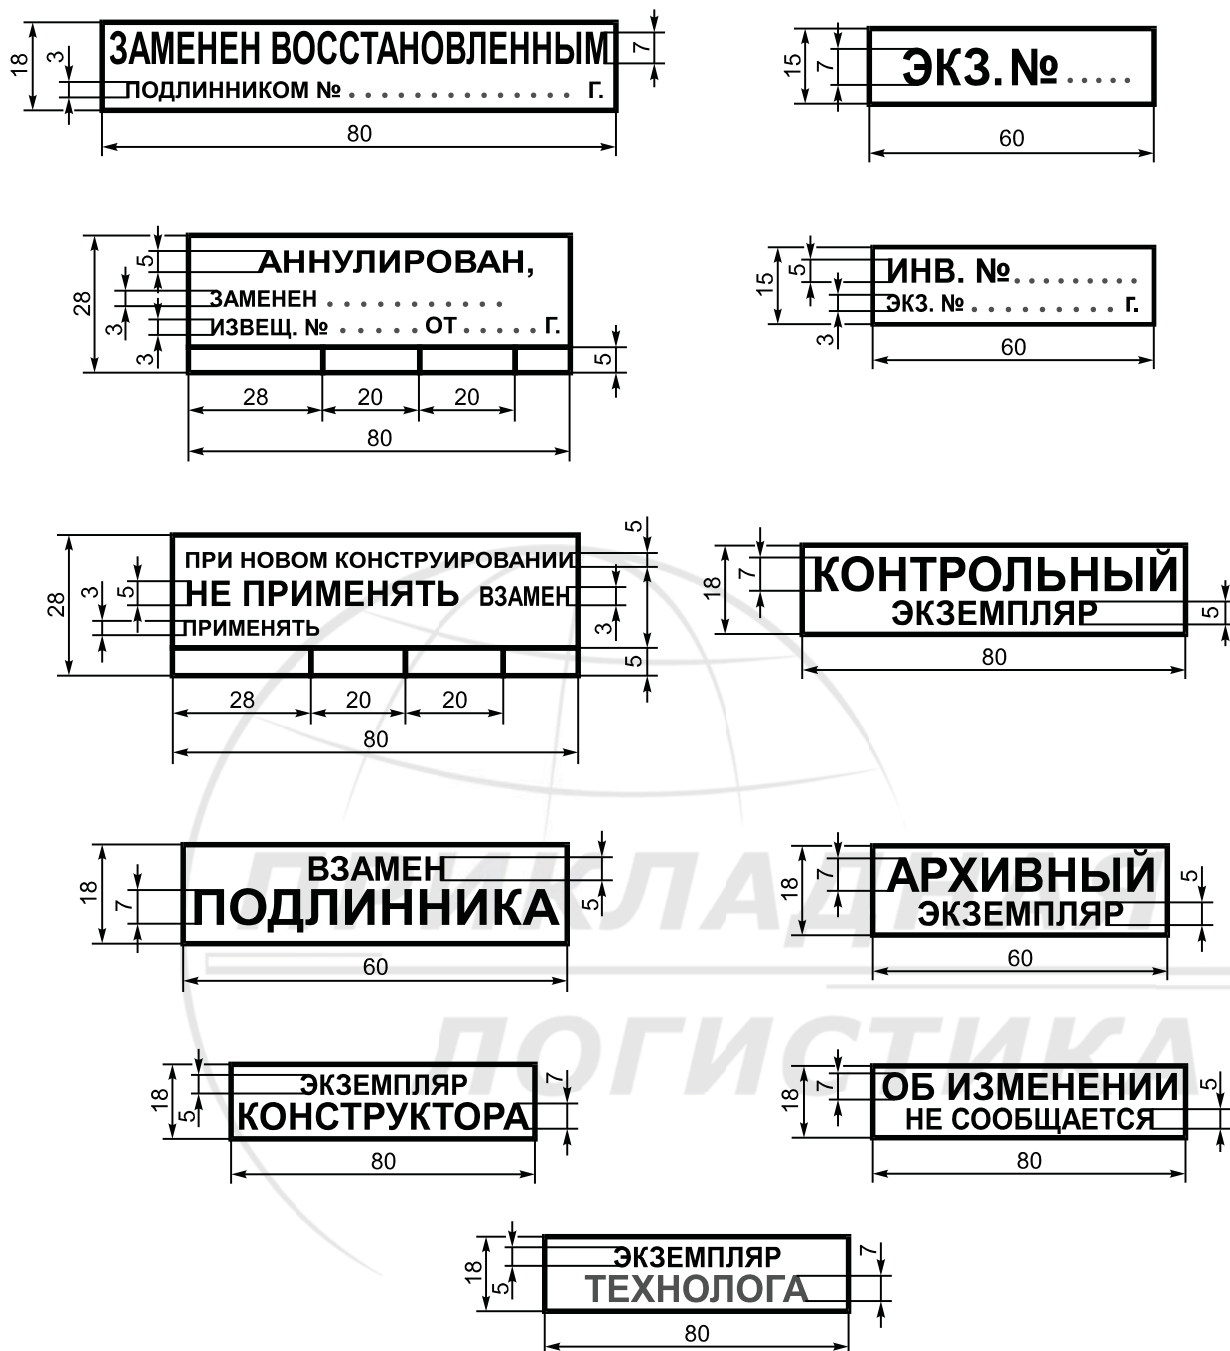 ЗАМЕНЕН ВОССТАНОВЛЕННЫМ
ПОДЛИННИКОМ № . . . . . . . . . . . . . . Г.
18
3
7
80
ЭКЗ. № . . . . .
15
7
60
АННУЛИРОВАН,
ЗАМЕНЕН . . . . . . . . . . .
ИЗВЕЩ. № . . . . . ОТ . . . . . Г.
28
5
3
3
5
28 20 20
80
ИНВ. № . . . . . . . . .
ЭКЗ. № . . . . . . . . . г.
15
5
3
60
ПРИ НОВОМ КОНСТРУИРОВАНИИ
НЕ ПРИМЕНЯТЬ ВЗАМЕН
ПРИМЕНЯТЬ
28
3
5
5
3
5
28 20 20
80
КОНТРОЛЬНЫЙ
ЭКЗЕМПЛЯР
18
7
5
80
ВЗАМЕН
ПОДЛИННИКА
18
7
5
60
АРХИВНЫЙ
ЭКЗЕМПЛЯР
18
7
5
60
ПРИКЛАДНАЯ
ЛОГИСТИКА
ЭКЗЕМПЛЯР
КОНСТРУКТОРА
18
5
7
80
ОБ ИЗМЕНЕНИИ
НЕ СООБЩАЕТСЯ
18
7
5
80
ЭКЗЕМПЛЯР
ТЕХНОЛОГА
18
5
7
80